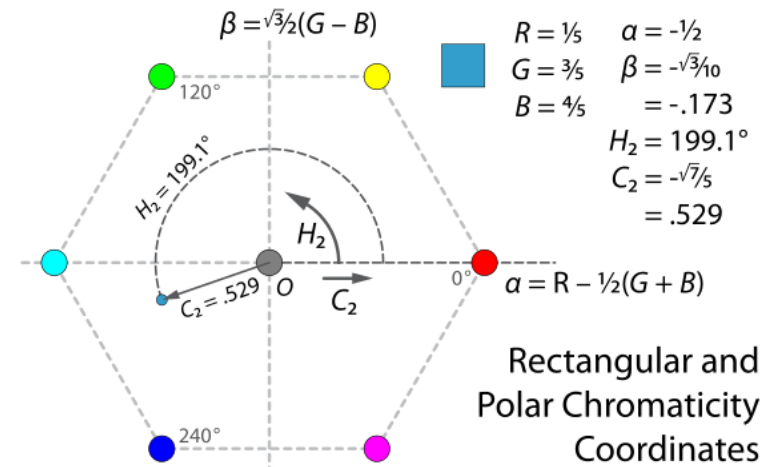 β = √3⁄2(G – B)
R = ⅕
G = ⅗
B = ⅘
α = -½
β = -√3⁄10
= -.173
H₂ = 199.1°
C₂ = -√7⁄5
= .529
120°
H₂ = 199.1°
H₂
0°
α = R – ½(G + B)
C₂ = .529
O
C₂
240°
Rectangular and
Polar Chromaticity
Coordinates